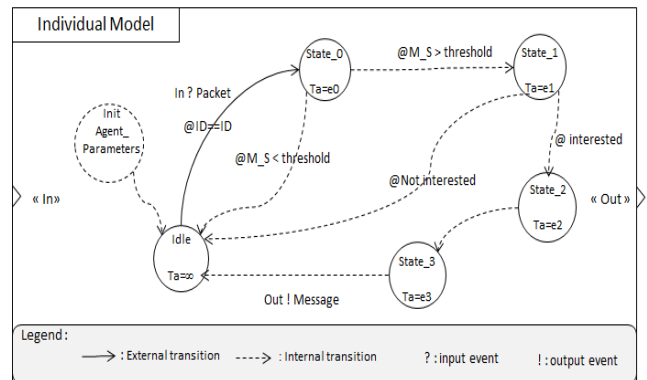 Individual Model
State_0
Ta=e0
@M_S > threshold
State_1
Ta=e1
In ? Packet
@ID==ID
Init
Agent_
Parameters
@M_S < threshold
@ interested
@Not interested
« In»
State_2
Ta=e2
« Out »
Idle
Ta=∞
State_3
Ta=e3
Out ! Message
Legend :
: External transition
: Internal transition
? : input event
! : output event